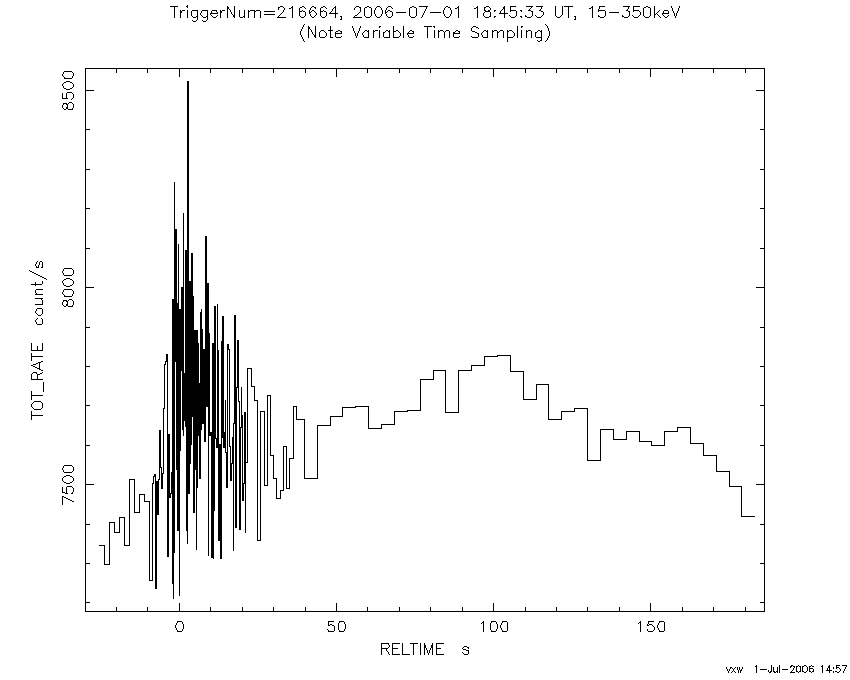 TriggerNum=216664, 2006-07-01 18:45:33 UT, 15-350keV
(Note Variable Time Sampling)
8500
8000
7500
TOT_RATE count/s
0 50 100 150
RELTIME s
vxw 1-Jul-2006 14:57